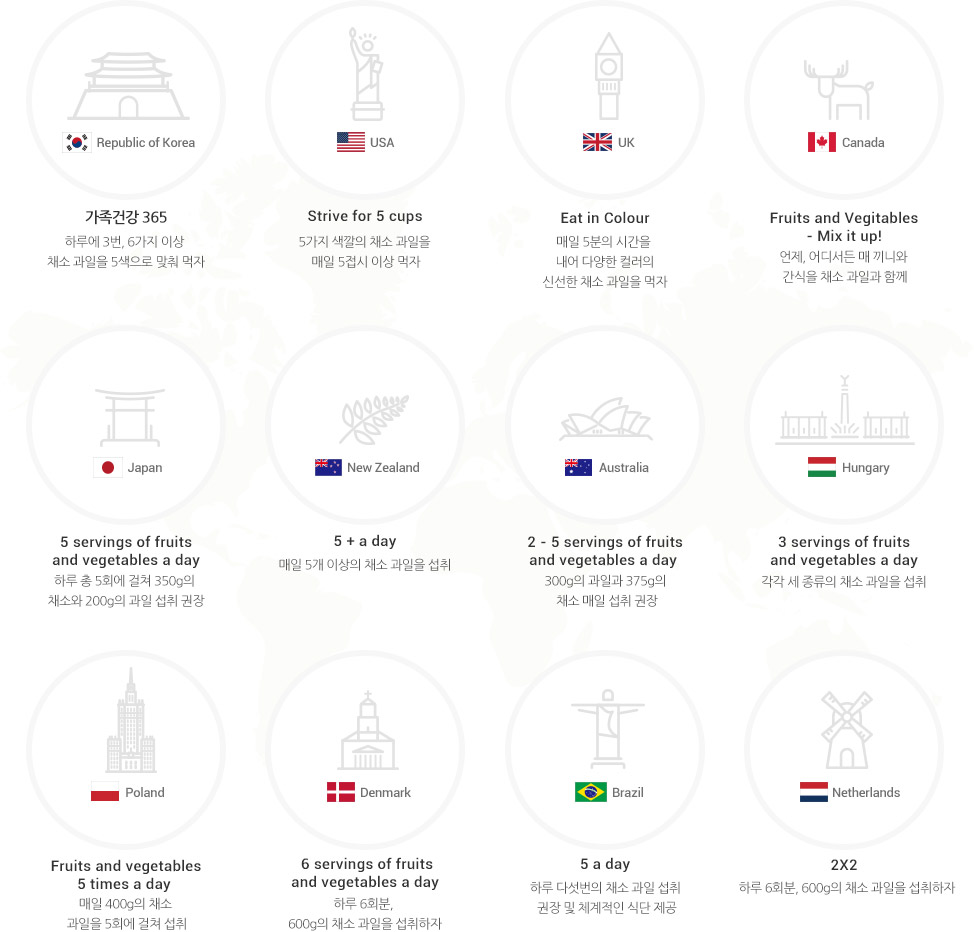 Republic of Korea
가족건강 365
하루에 3번, 6가지 이상
채소 과일을 5색으로 맞춰 먹자
USA
Strive for 5 cups
5가지 색깔의 채소 과일을
매일 5접시 이상 먹자
UK
Eat in Colour
매일 5분의 시간을
내어 다양한 컬러의
신선한 채소 과일을 먹자
Canada
Fruits and Vegitables
- Mix it up!
언제, 어디서든 매 끼니와
간식을 채소 과일과 함께
Japan
5 servings of fruits
and vegetables a day
하루 총 5회에 걸쳐 350g의
채소와 200g의 과일 섭취 권장
New Zealand
5 + a day
매일 5개 이상의 채소 과일을 섭취
Australia
2 - 5 servings of fruits
and vegetables a day
300g의 과일과 375g의
채소 매일 섭취 권장
Hungary
3 servings of fruits
and vegetables a day
각각 세 종류의 채소 과일을 섭취
Poland
Fruits and vegetables
5 times a day
매일 400g의 채소
과일을 5회에 걸쳐 섭취
Denmark
6 servings of fruits
and vegetables a day
하루 6회분,
600g의 채소 과일을 섭취하자
Brazil
5 a day
하루 다섯번의 채소 과일 섭취
권장 및 체계적인 식단 제공
Netherlands
2X2
하루 6회분, 600g의 채소 과일을 섭취하자